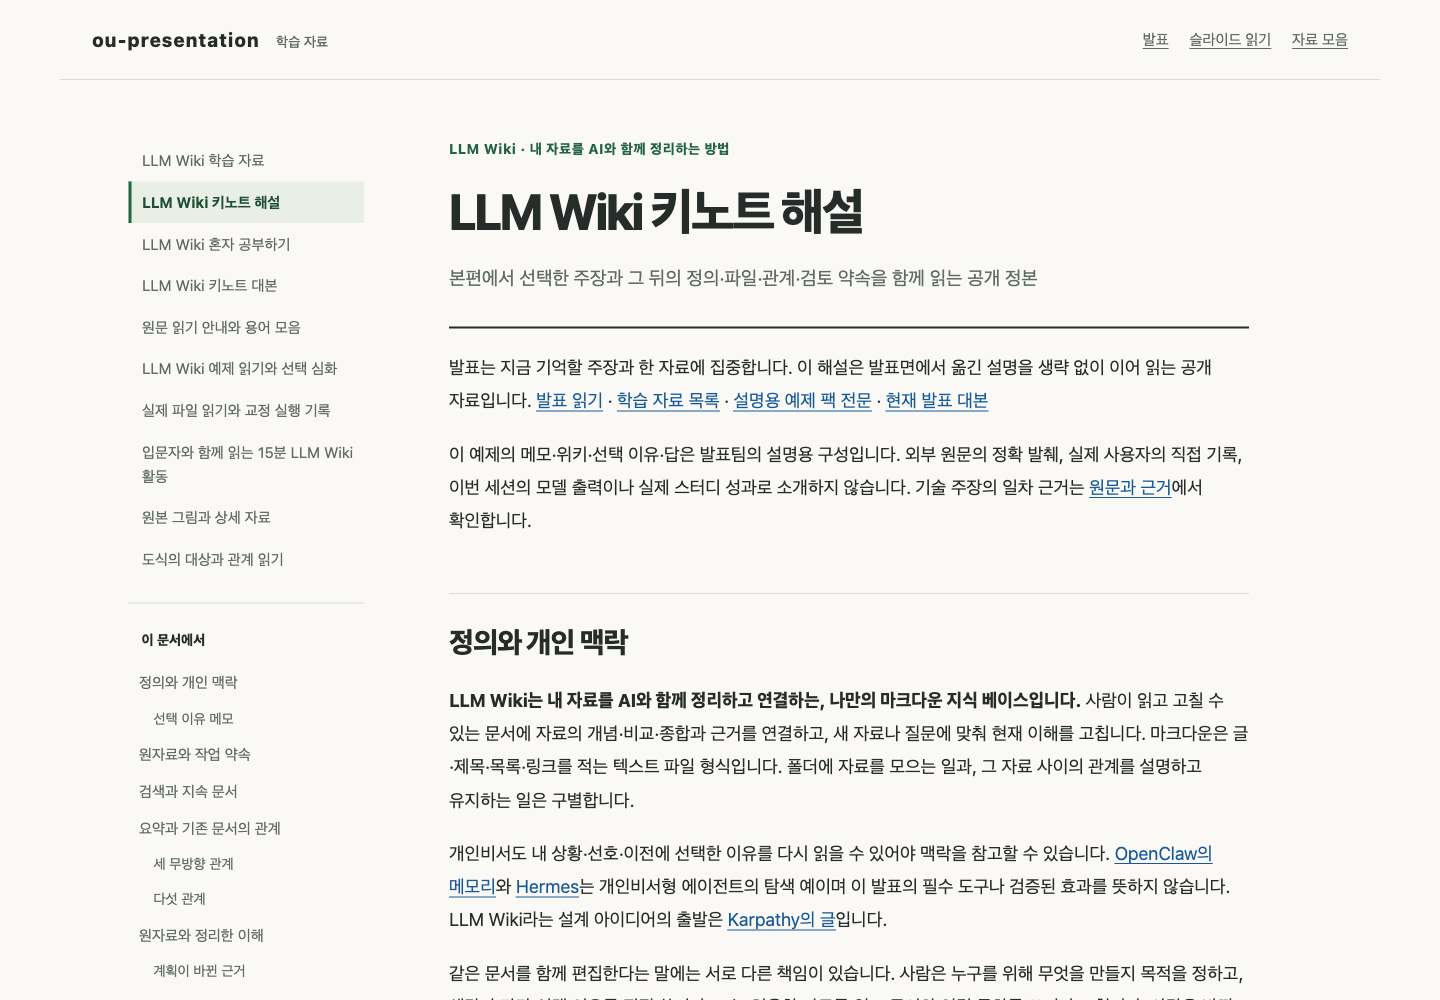 ou-presentation 학습 자료
발표 슬라이드 읽기 자료 모음
LLM Wiki 학습 자료
LLM Wiki 키노트 해설
LLM Wiki 혼자 공부하기
LLM Wiki 키노트 대본
원문 읽기 안내와 용어 모음
LLM Wiki 예제 읽기와 선택 심화
실제 파일 읽기와 교정 실행 기록
입문자와 함께 읽는 15분 LLM Wiki
활동
원본 그림과 상세 자료
도식의 대상과 관계 읽기
이 문서에서
정의와 개인 맥락
선택 이유 메모
원자료와 작업 약속
검색과 지속 문서
요약과 기존 문서의 관계
세 무방향 관계
다섯 관계
원자료와 정리한 이해
계획이 바뀐 근거
LLM Wiki · 내 자료를 AI와 함께 정리하는 방법
LLM Wiki 키노트 해설
본편에서 선택한 주장과 그 뒤의 정의·파일·관계·검토 약속을 함께 읽는 공개 정본
발표는 지금 기억할 주장과 한 자료에 집중합니다. 이 해설은 발표면에서 옮긴 설명을 생략 없이 이어 읽는 공개
자료입니다. 발표 읽기 · 학습 자료 목록 · 설명용 예제 팩 전문 · 현재 발표 대본
이 예제의 메모·위키·선택 이유·답은 발표팀의 설명용 구성입니다. 외부 원문의 정확 발췌, 실제 사용자의 직접 기록,
이번 세션의 모델 출력이나 실제 스터디 성과로 소개하지 않습니다. 기술 주장의 일차 근거는 원문과 근거에서
확인합니다.
정의와 개인 맥락
LLM Wiki는 내 자료를 AI와 함께 정리하고 연결하는, 나만의 마크다운 지식 베이스입니다. 사람이 읽고 고칠 수
있는 문서에 자료의 개념·비교·종합과 근거를 연결하고, 새 자료나 질문에 맞춰 현재 이해를 고칩니다. 마크다운은 글
·제목·목록·링크를 적는 텍스트 파일 형식입니다. 폴더에 자료를 모으는 일과, 그 자료 사이의 관계를 설명하고
유지하는 일은 구별합니다.
개인비서도 내 상황·선호·이전에 선택한 이유를 다시 읽을 수 있어야 맥락을 참고할 수 있습니다. OpenClaw의
메모리와 Hermes는 개인비서형 에이전트의 탐색 예이며 이 발표의 필수 도구나 검증된 효과를 뜻하지 않습니다.
LLM Wiki라는 설계 아이디어의 출발은 Karpathy의 글입니다.
같은 문서를 함께 편집한다는 말에는 서로 다른 책임이 있습니다. 사람은 누구를 위해 무엇을 만들지 목적을 정하고,